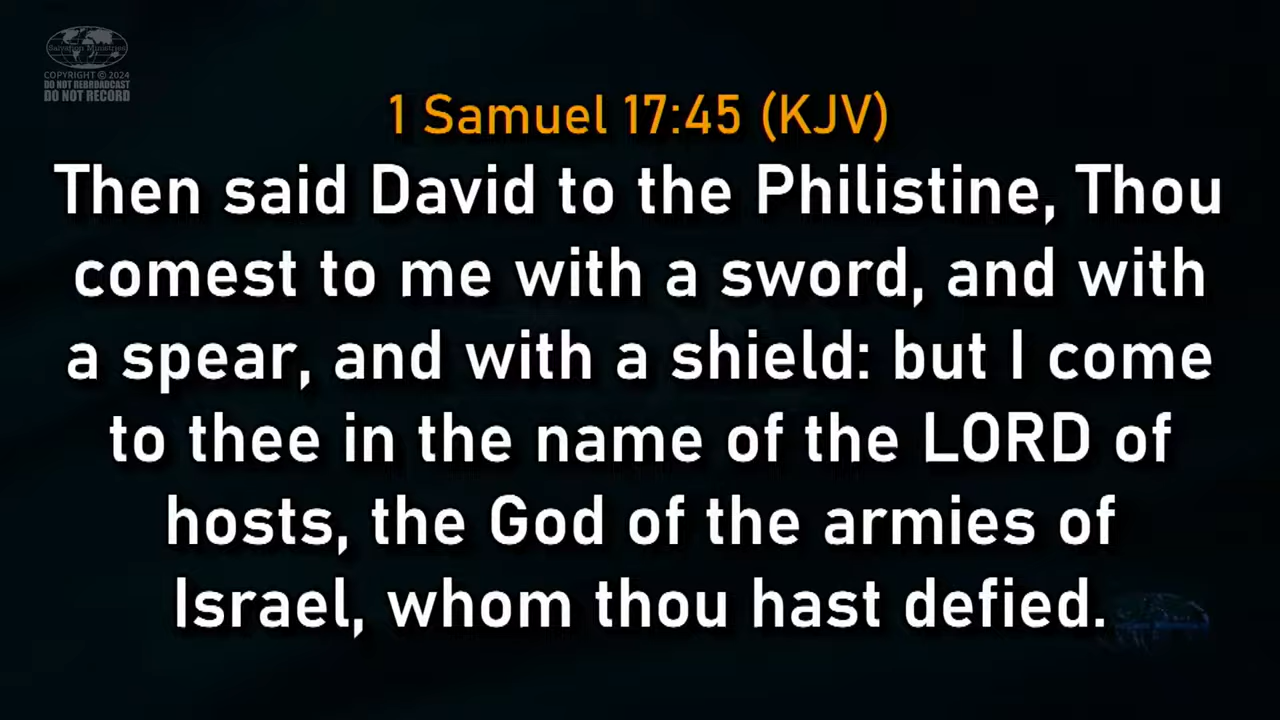 Salvation Ministries
COPYRIGHT © 2024
DO NOT REBROADCAST
DO NOT RECORD
1 Samuel 17:45 (KJV)
Then said David to the Philistine, Thou
comest to me with a sword, and with
a spear, and with a shield: but I come
to thee in the name of the LORD of
hosts, the God of the armies of
Israel, whom thou hast defied.